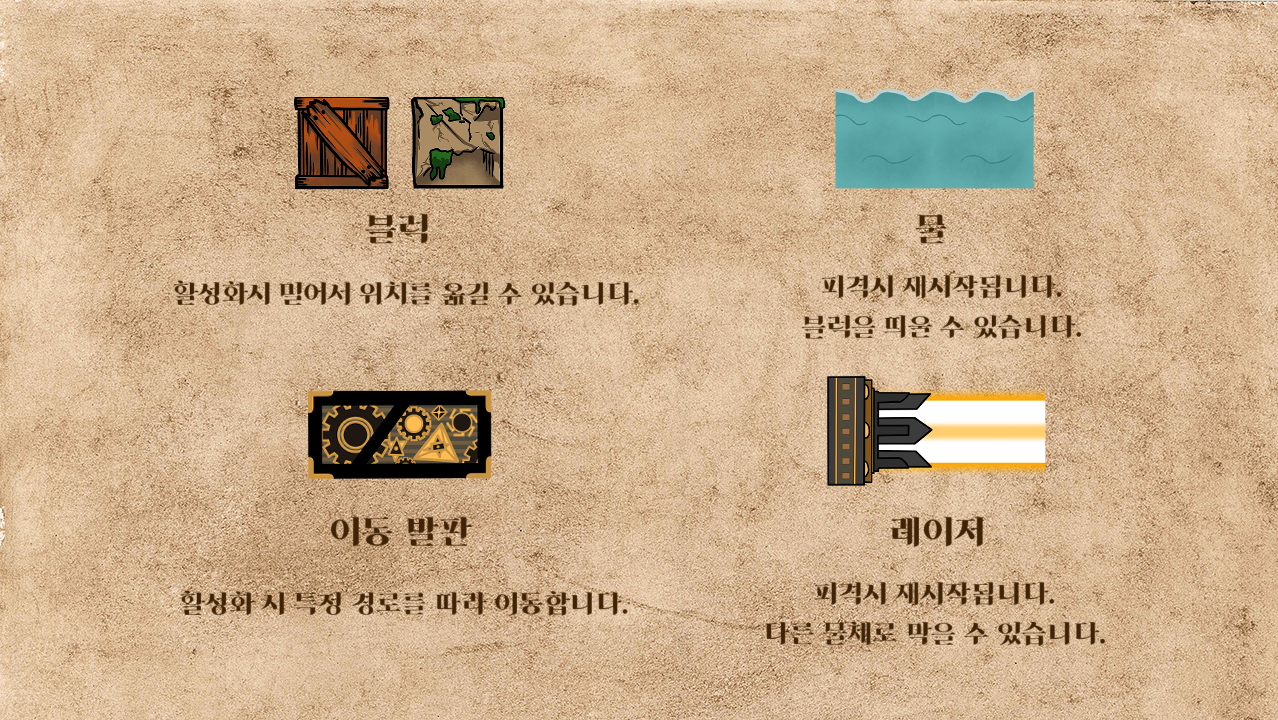 블럭
활성화시 밀어서 위치를 옮길 수 있습니다.
물
피격시 재시작됩니다.
블럭을 띄울 수 있습니다.
이동 발판
활성화 시 특정 경로를 따라 이동합니다.
레이저
피격시 재시작됩니다.
다른 물체로 막을 수 있습니다.